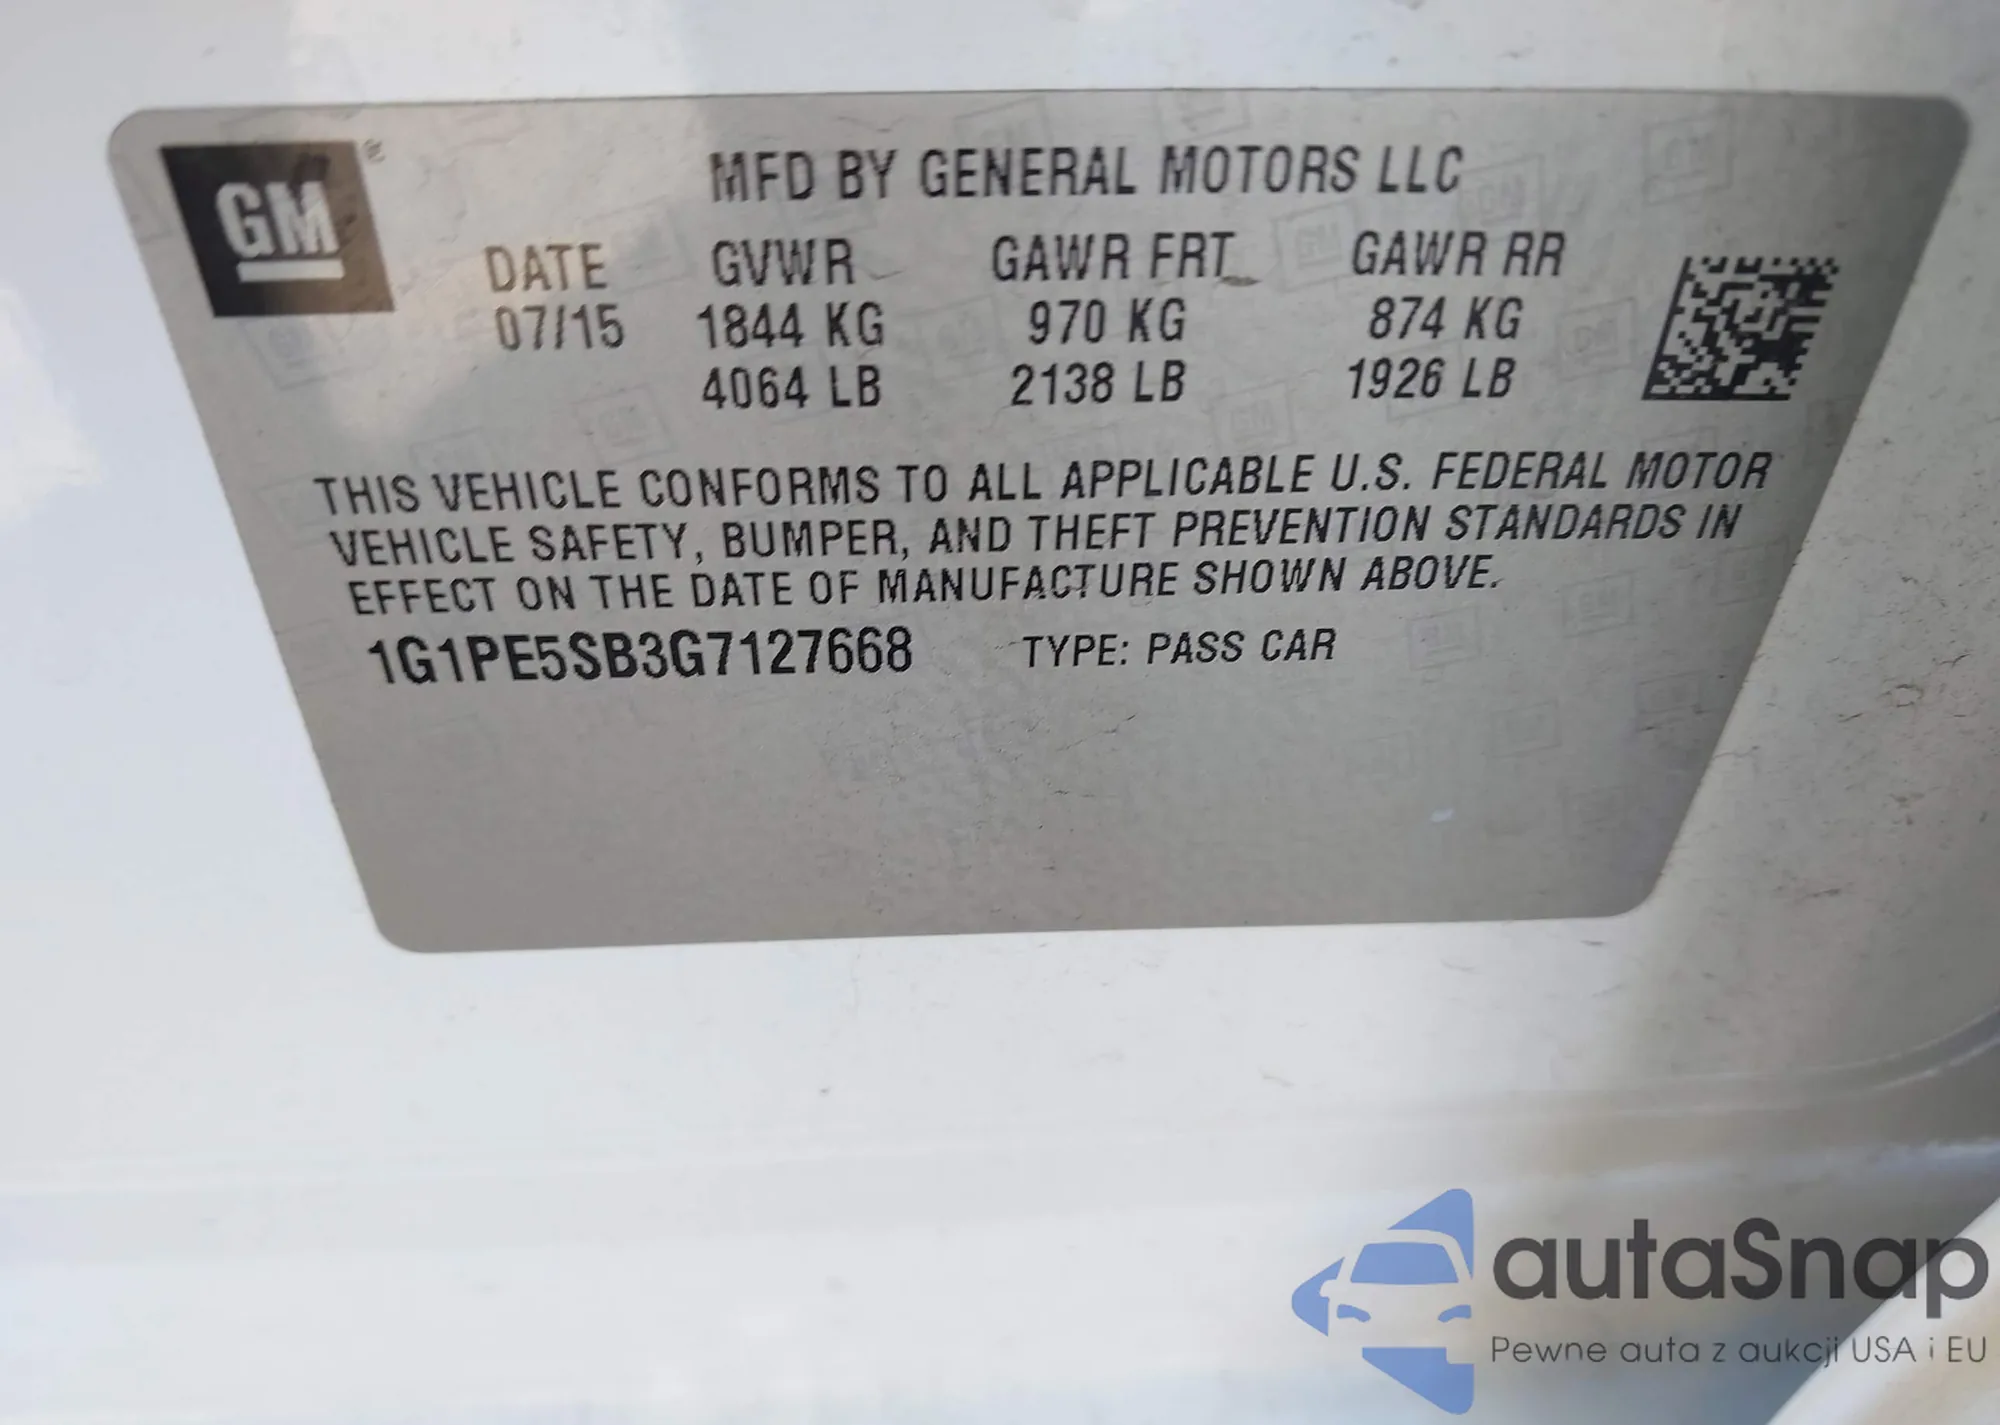 GM ®
MFD BY GENERAL MOTORS LLC
DATE GVWR GAWR FRT GAWR RR
07/15 1844 KG 970 KG 874 KG
4064 LB 2138 LB 1926 LB
THIS VEHICLE CONFORMS TO ALL APPLICABLE U.S. FEDERAL MOTOR
VEHICLE SAFETY, BUMPER, AND THEFT PREVENTION STANDARDS IN
EFFECT ON THE DATE OF MANUFACTURE SHOWN ABOVE.
1G1PE5SB3G7127668 TYPE: PASS CAR
autaSnap
Pewne auta z aukcji USA i EU